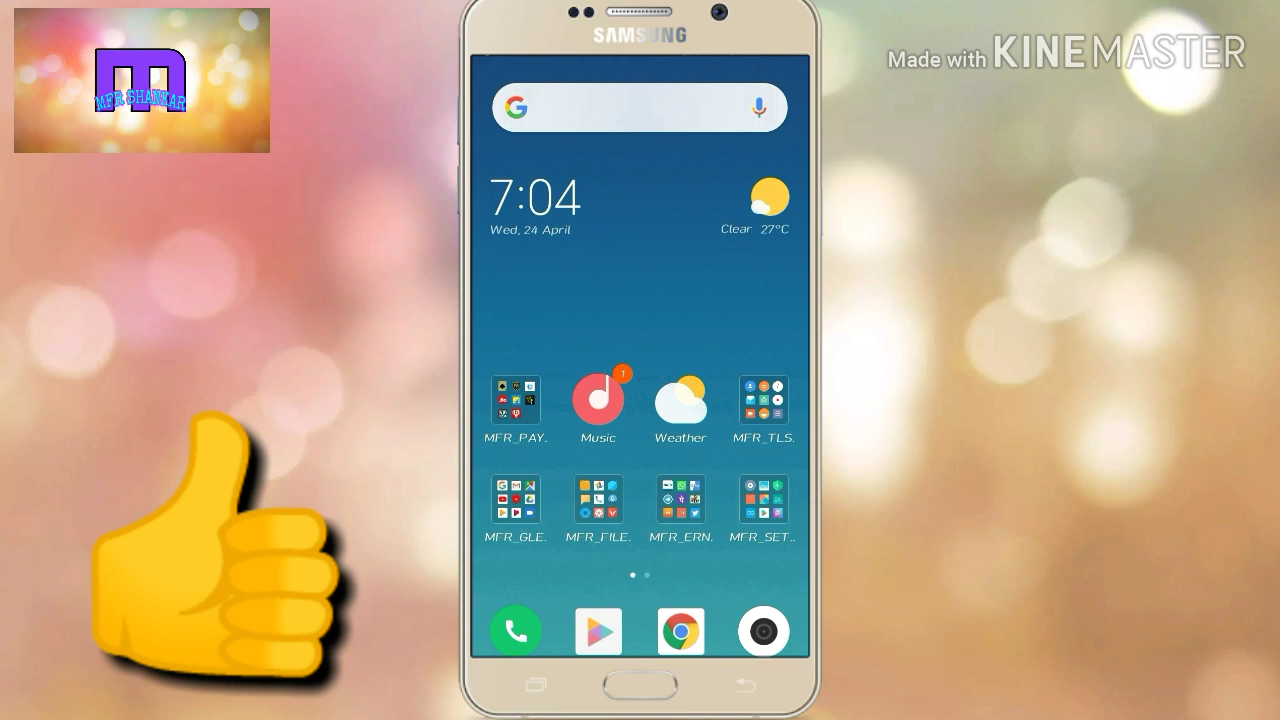 MFR SHANKAR
Made with KINEMASTER
SAMSUNG
7:04
Wed, 24 April
Clear 27°C
1
MFR_PAY.
Music
Weather
MFR_TLS.
MFR_GLE.
MFR_FILE.
MFR_ERN.
MFR_SET..